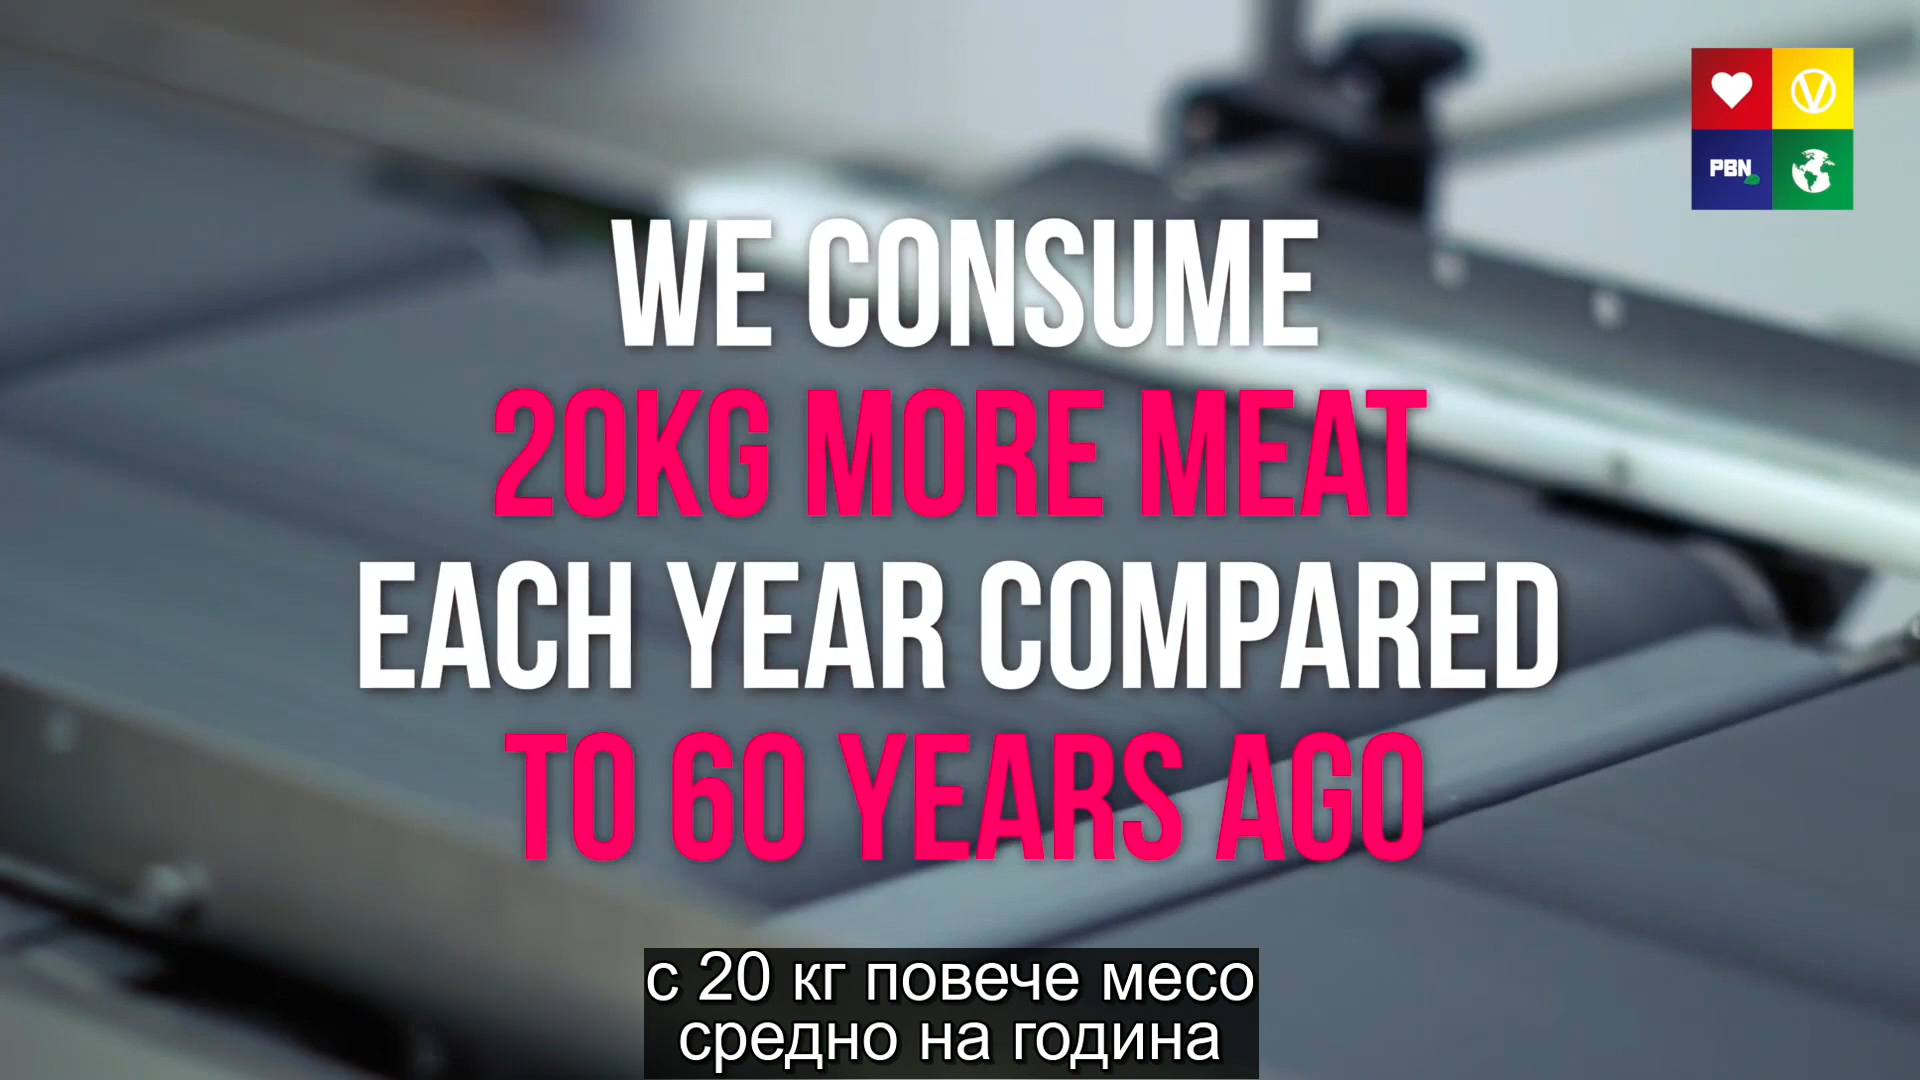 WE CONSUME
20KG MORE MEAT
EACH YEAR COMPARED
TO 60 YEARS AGO
PBN
с 20 кг повече месо
средно на година